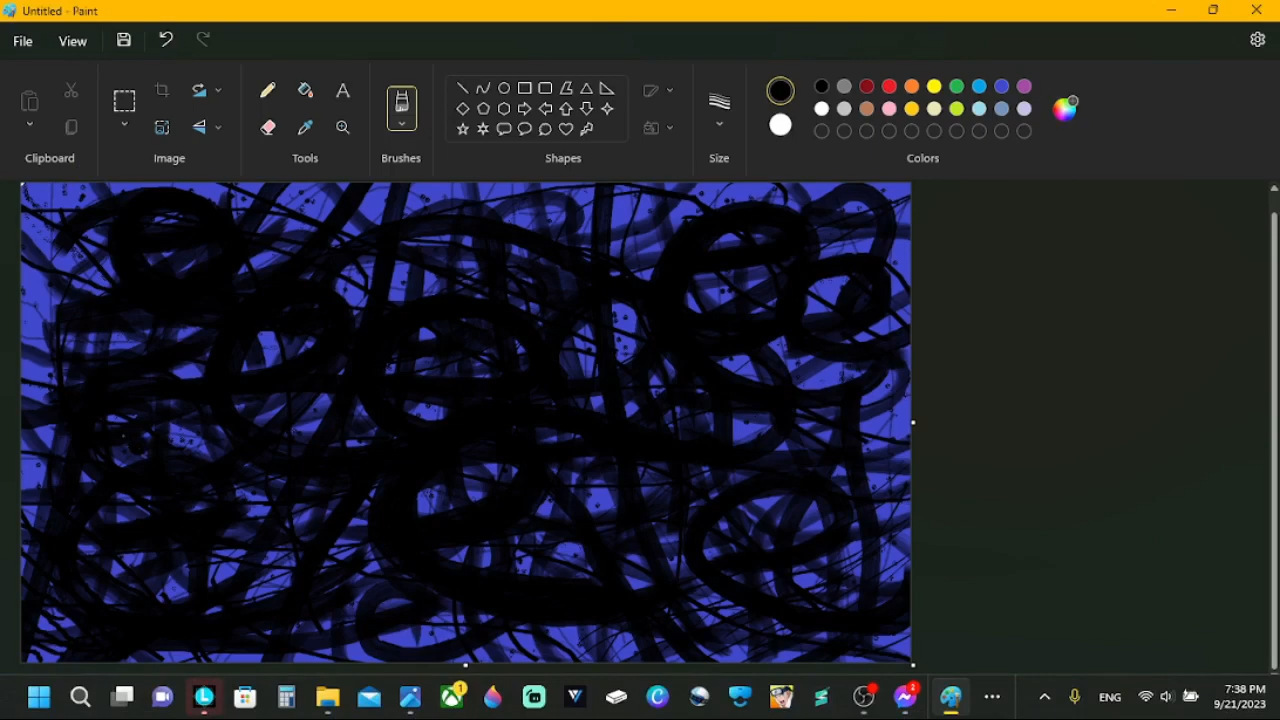 Untitled - Paint
File View
Clipboard Image Tools Brushes Shapes Size Colors
ENG 7:38 PM
9/21/2023